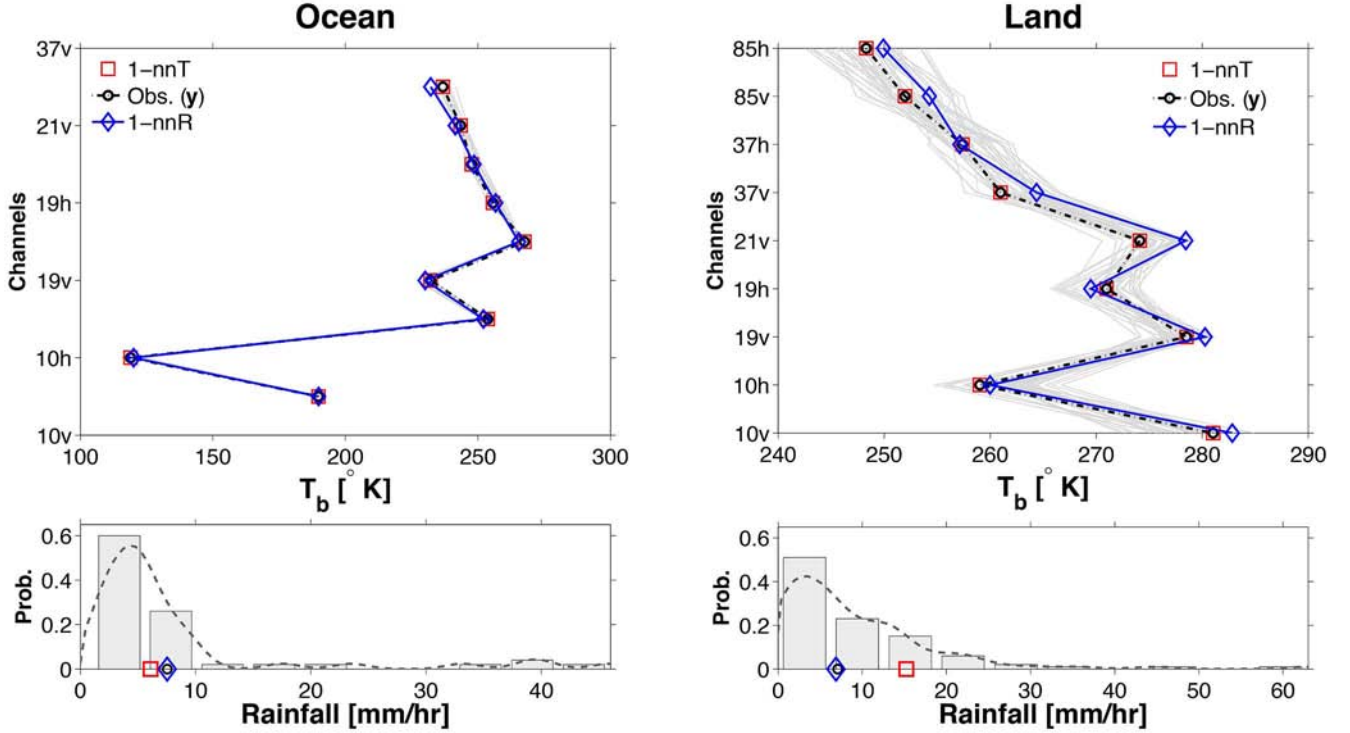 Ocean
37v
21v
19h
19v
10h
10v
Channels
1-nnT
Obs. (y)
1-nnR
100 150 200 250 300
T_b [° K]
0.6
0.4
0.2
0
Prob.
0 10 20 30 40
Rainfall [mm/hr]
Land
85h
85v
37h
37v
21v
19h
19v
10h
10v
Channels
1-nnT
Obs. (y)
1-nnR
240 250 260 270 280 290
T_b [° K]
0.6
0.4
0.2
0
Prob.
0 10 20 30 40 50 60
Rainfall [mm/hr]